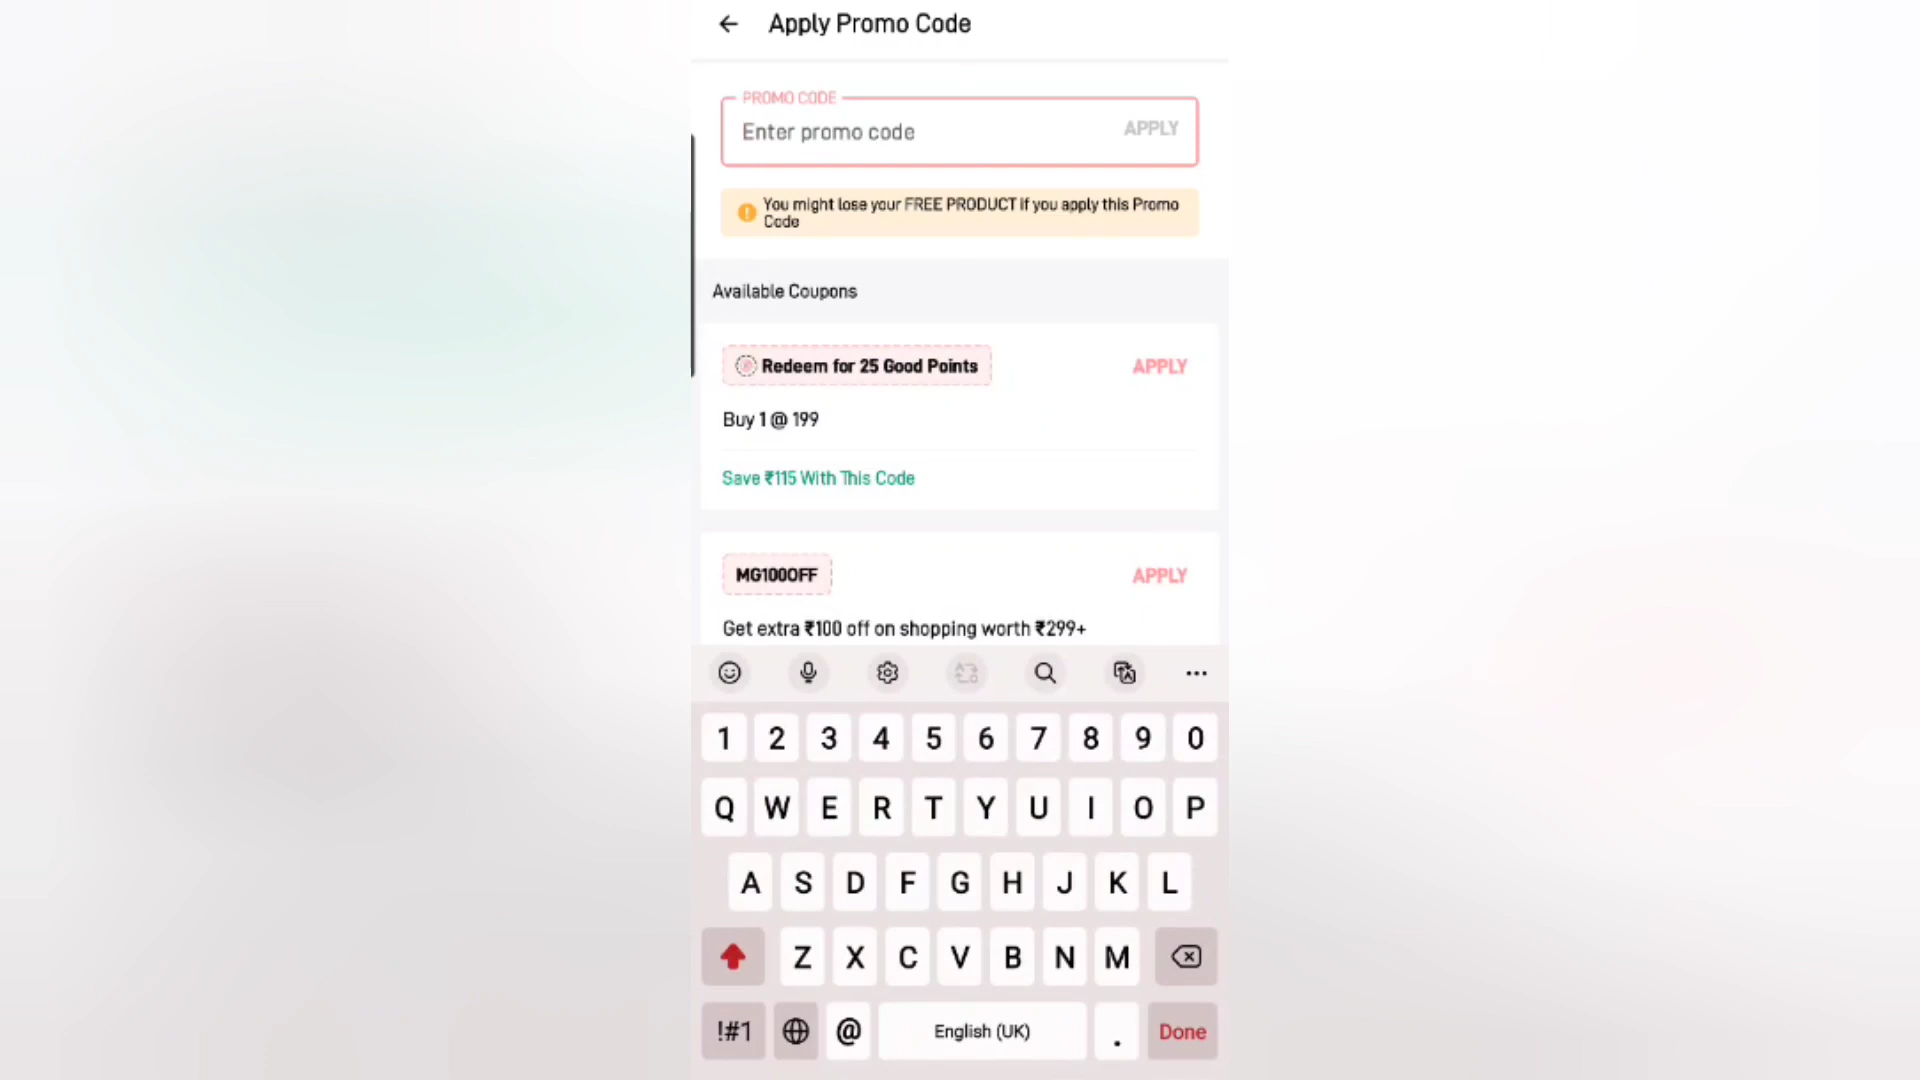 Apply Promo Code
PROMO CODE
Enter promo code
APPLY
You might lose your FREE PRODUCT if you apply this Promo
Code
Available Coupons
Redeem for 25 Good Points
APPLY
Buy 1 @ 199
Save ₹115 With This Code
MG100OFF
APPLY
Get extra ₹100 off on shopping worth ₹299+
1 2 3 4 5 6 7 8 9 0
Q W E R T Y U I O P
A S D F G H J K L
Z X C V B N M
!#1 @ English (UK) . Done